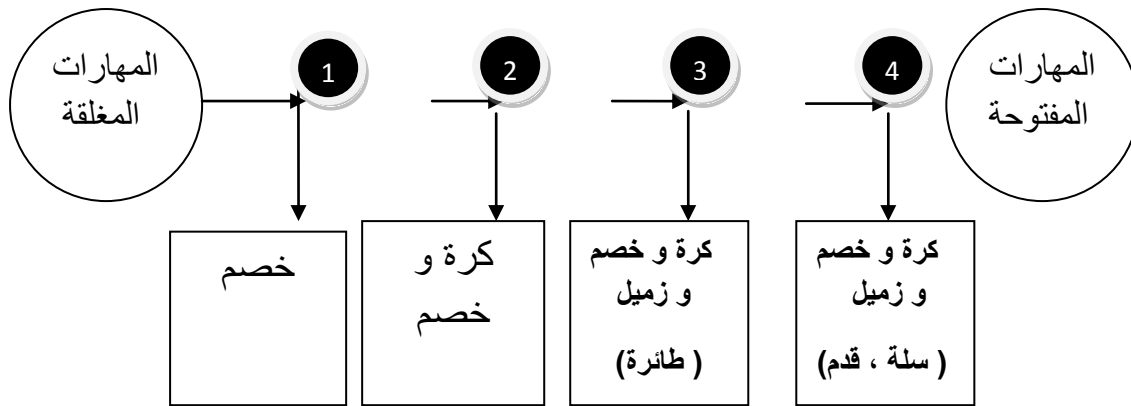 المهارات
المغلقة
1
2
3
4
المهارات
المفتوحة
خصم
كرة و
خصم
كرة و خصم
و زميل
( طائرة)
كرة و خصم
و زميل
( سلة ، قدم)